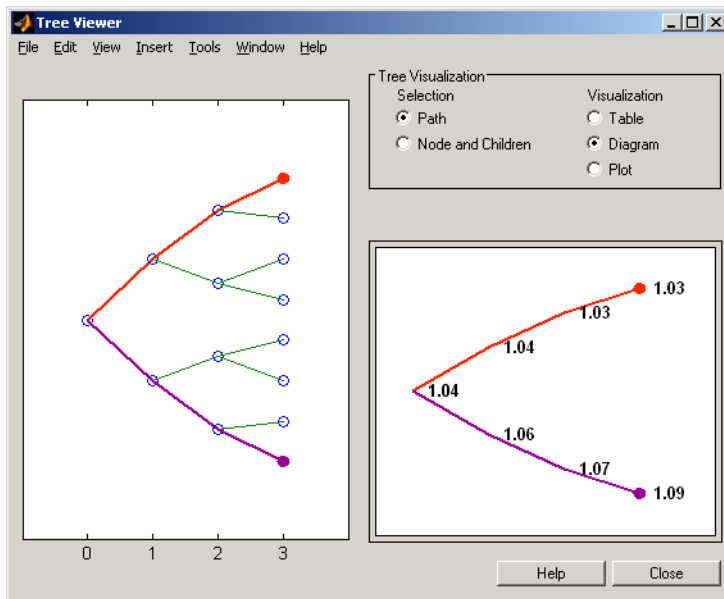 Tree Viewer
File Edit View Insert Tools Window Help
Tree Visualization
Selection
Path
Node and Children
Visualization
Table
Diagram
Plot
0 1 2 3
1.03
1.03
1.04
1.04
1.06
1.07
1.09
Help Close